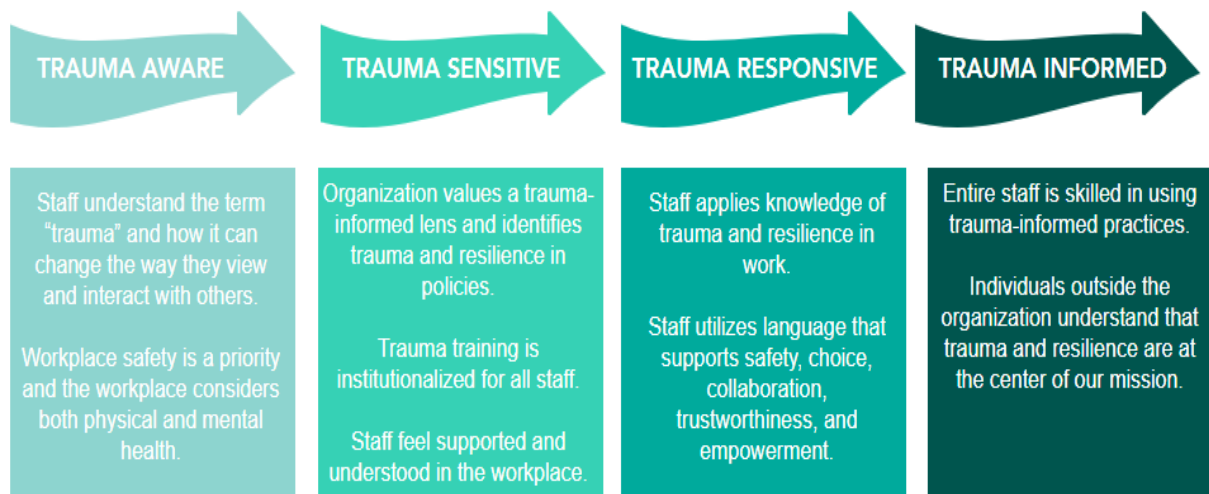 TRAUMA AWARE
TRAUMA SENSITIVE
TRAUMA RESPONSIVE
TRAUMA INFORMED
Staff understand the term
“trauma” and how it can
change the way they view
and interact with others.
Workplace safety is a priority
and the workplace considers
both physical and mental
health.
Organization values a trauma-
informed lens and identifies
trauma and resilience in
policies.
Trauma training is
institutionalized for all staff.
Staff feel supported and
understood in the workplace.
Staff applies knowledge of
trauma and resilience in
work.
Staff utilizes language that
supports safety, choice,
collaboration,
trustworthiness, and
empowerment.
Entire staff is skilled in using
trauma-informed practices.
Individuals outside the
organization understand that
trauma and resilience are at
the center of our mission.